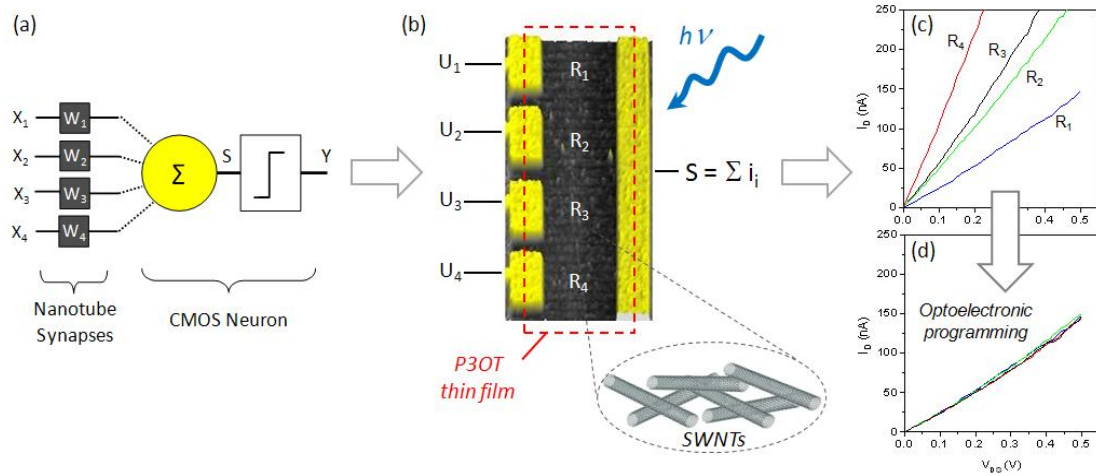 (a)
X1
X2
X3
X4
W1
W2
W3
W4
Σ
S
Y
Nanotube
Synapses
CMOS Neuron
(b)
hν
U1
U2
U3
U4
R1
R2
R3
R4
S = Σ ii
P3OT
thin film
SWNTs
(c)
250
200
150
100
50
0
ID (nA)
R4
R3
R2
R1
0.0 0.1 0.2 0.3 0.4 0.5
(d)
250
200
150
100
50
0
ID (nA)
Optoelectronic
programming
0.0 0.1 0.2 0.3 0.4 0.5
VDS (V)